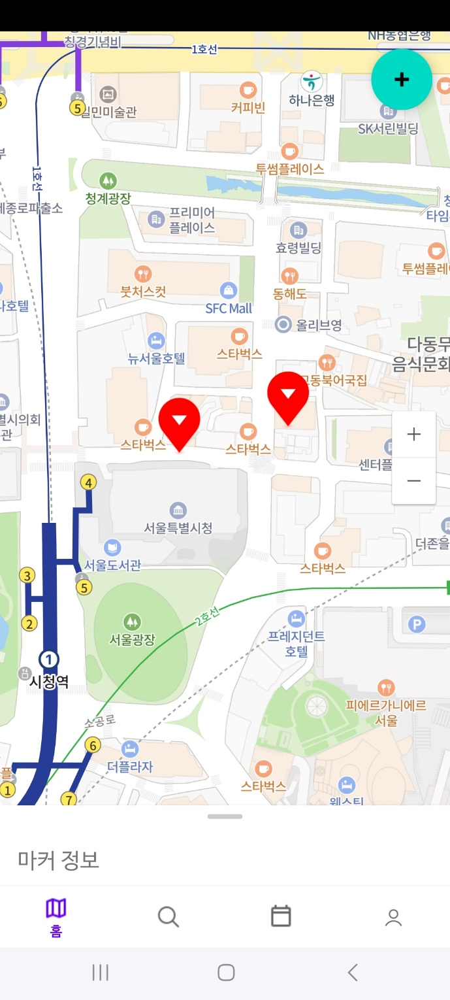 칭경기념비
NH농협은행
1호선
5
일민미술관
커피빈
하나은행
SK서린빌딩
투썸플레이스
1호선
청계광장
세종로파출소
프리미어
플레이스
효령빌딩
타임
투썸플레이
붓처스컷
동해도
SFC Mall
나호텔
올리브영
다동무
음식문화
뉴서울호텔
스타벅스
고동북어국집
별시의회
관
스타벅스
스타벅스
센터플
4
서울특별시청
더존을
서울도서관
스타벅스
3
5
2
2호선
서울광장
프레지던트
호텔
P
1
시청역
피에르가니에르
서울
소공로
6
더플라자
플
1
7
스타벅스
웨스틴
마커 정보
홈